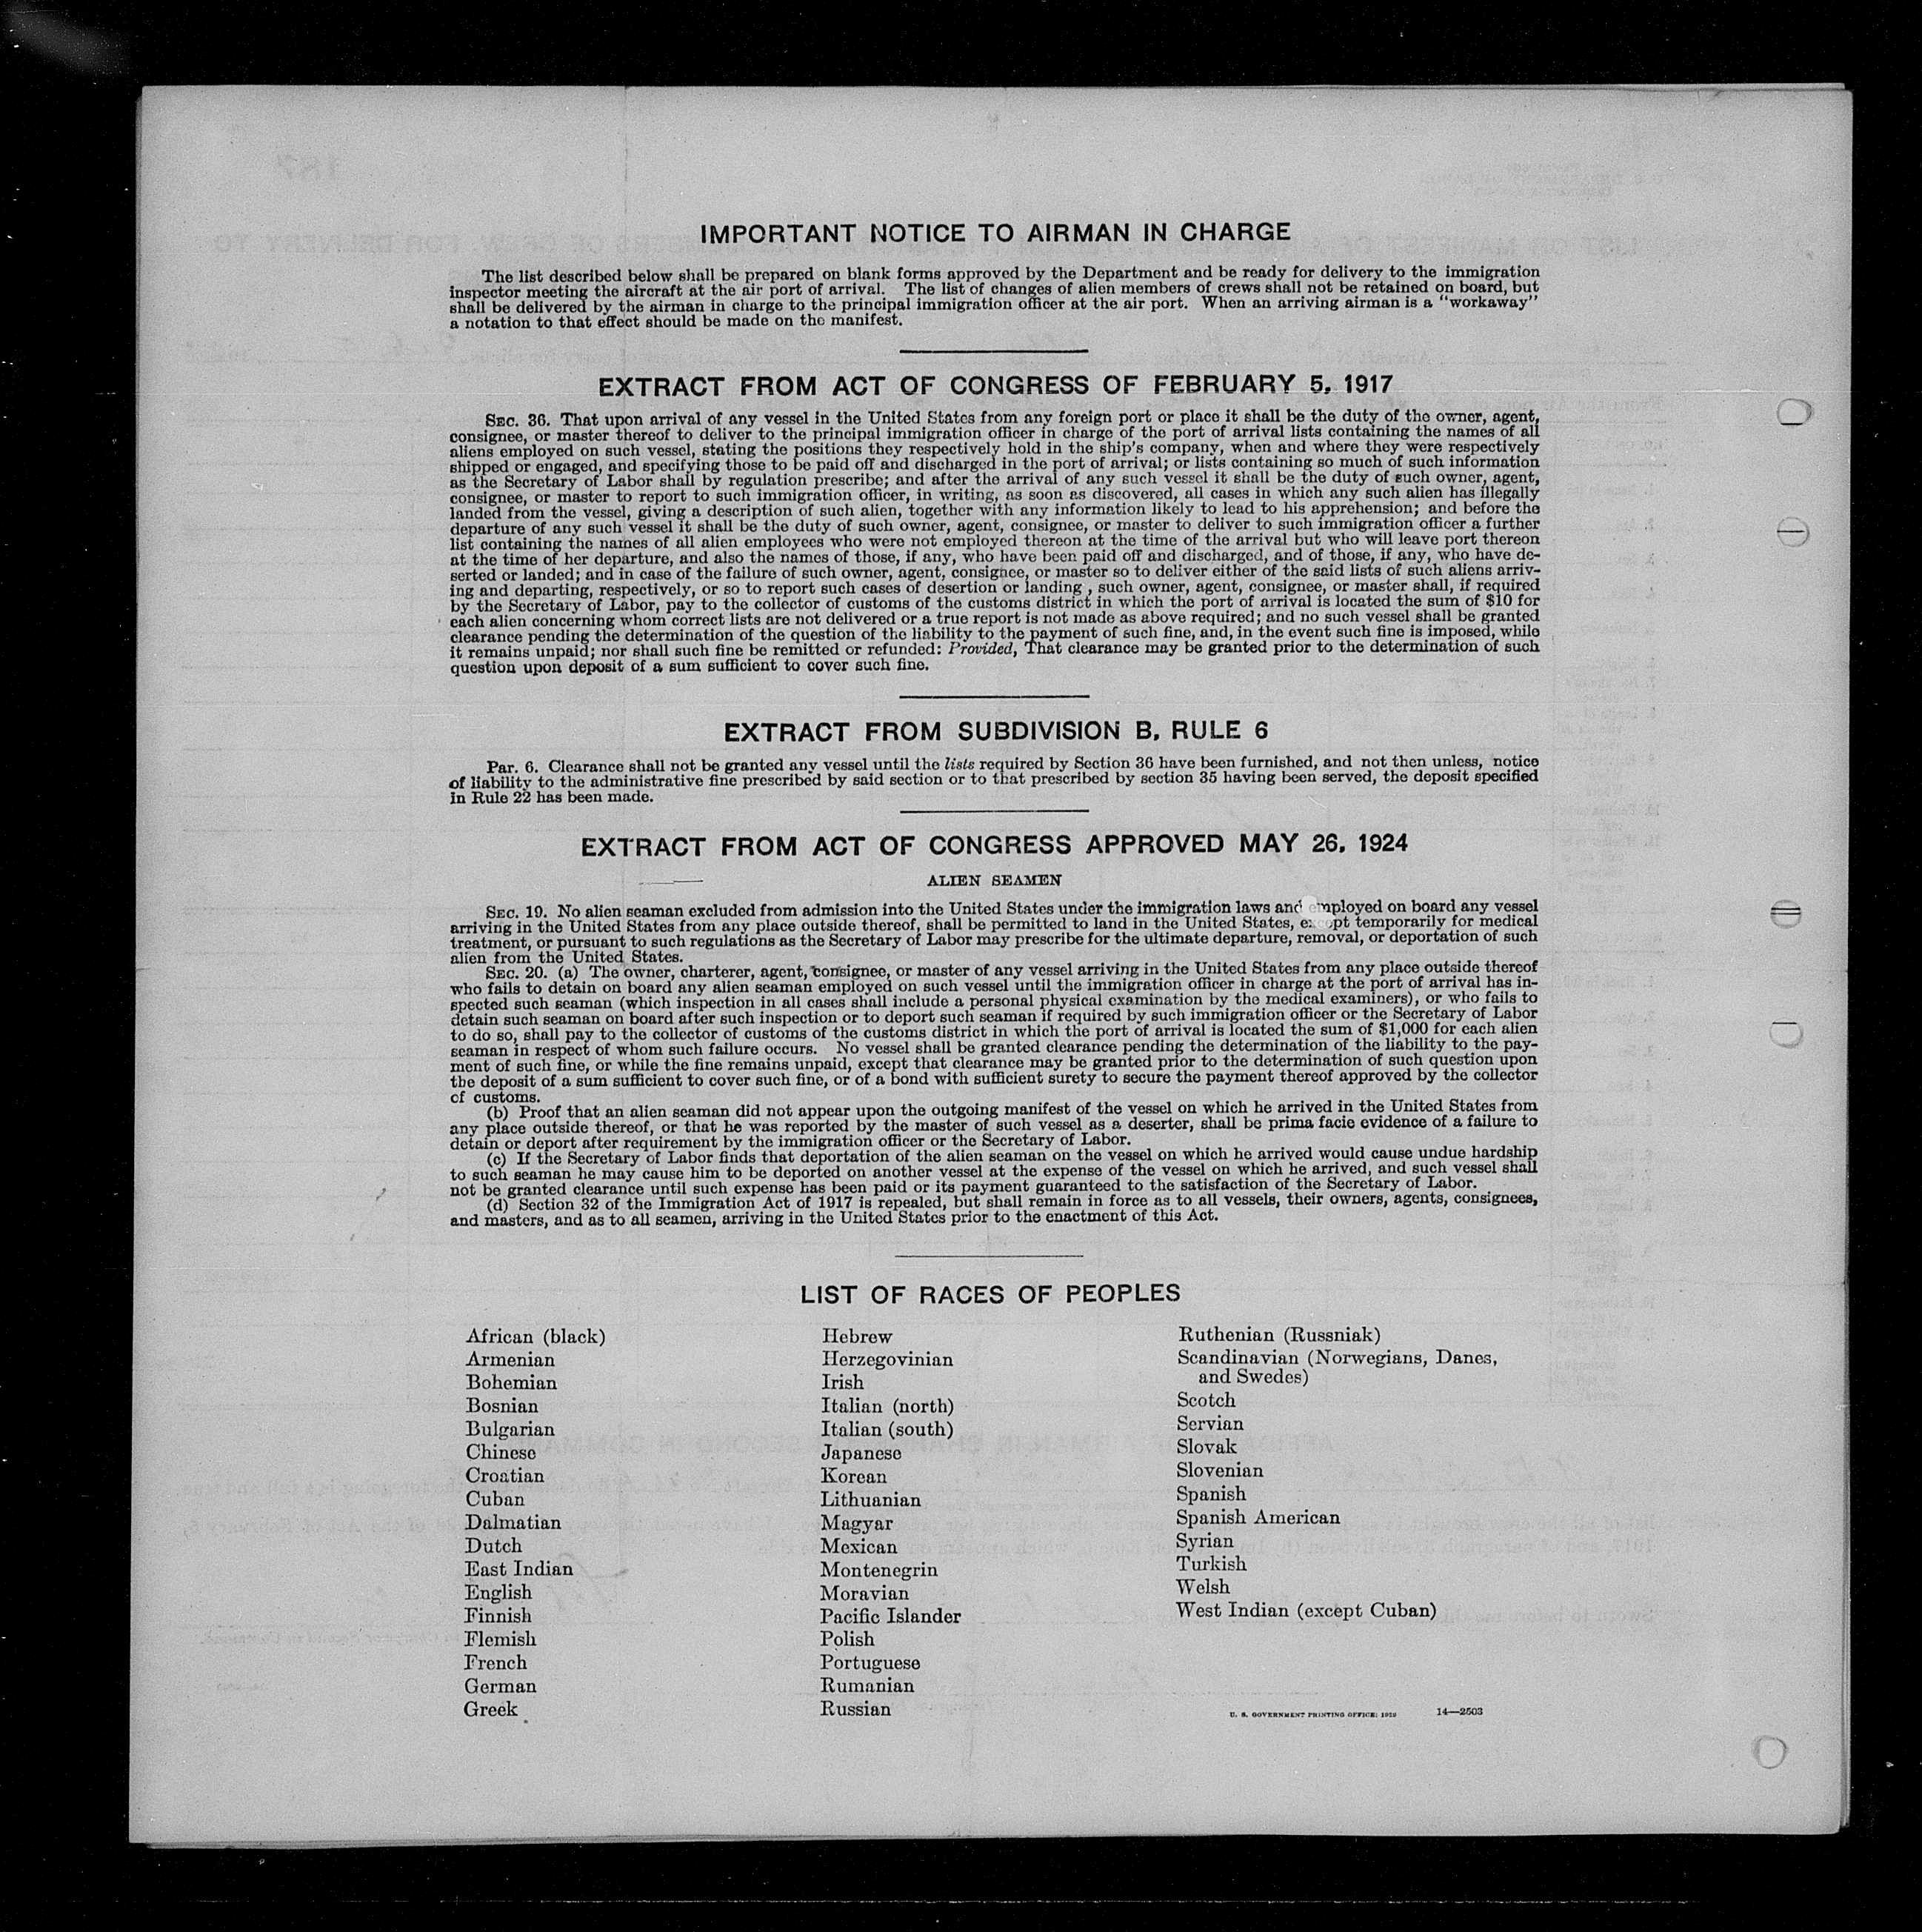 IMPORTANT NOTICE TO AIRMAN IN CHARGE
The list described below shall be prepared on blank forms approved by the Department and be ready for delivery to the immigration
inspector meeting the aircraft at the air port of arrival. The list of changes of alien members of crews shall not be retained on board, but
shall be delivered by the airman in charge to the principal immigration officer at the air port. When an arriving airman is a "workaway"
a notation to that effect should be made on the manifest.
EXTRACT FROM ACT OF CONGRESS OF FEBRUARY 5, 1917
SEC. 36. That upon arrival of any vessel in the United States from any foreign port or place it shall be the duty of the owner, agent,
consignee, or master thereof to deliver to the principal immigration officer in charge of the port of arrival lists containing the names of all
aliens employed on such vessel, stating the positions they respectively hold in the ship's company, when and where they were respectively
shipped or engaged, and specifying those to be paid off and discharged in the port of arrival; or lists containing so much of such information
as the Secretary of Labor shall by regulation prescribe; and after the arrival of any such vessel it shall be the duty of such owner, agent,
consignee, or master to report to such immigration officer, in writing, as soon as discovered, all cases in which any such alien has illegally
landed from the vessel, giving a description of such alien, together with any information likely to lead to his apprehension; and before the
departure of any such vessel it shall be the duty of such owner, agent, consignee, or master to deliver to such immigration officer a further
list containing the names of all alien employees who were not employed thereon at the time of the arrival but who will leave port thereon
at the time of her departure, and also the names of those, if any, who have been paid off and discharged, and of those, if any, who have de-
serted or landed; and in case of the failure of such owner, agent, consignee, or master so to deliver either of the said lists of such aliens arriv-
ing and departing, respectively, or so to report such cases of desertion or landing , such owner, agent, consignee, or master shall, if required
by the Secretary of Labor, pay to the collector of customs of the customs district in which the port of arrival is located the sum of $10 for
each alien concerning whom correct lists are not delivered or a true report is not made as above required; and no such vessel shall be granted
clearance pending the determination of the question of the liability to the payment of such fine, and, in the event such fine is imposed, while
it remains unpaid; nor shall such fine be remitted or refunded: Provided, That clearance may be granted prior to the determination of such
question upon deposit of a sum sufficient to cover such fine.
EXTRACT FROM SUBDIVISION B, RULE 6
Par. 6. Clearance shall not be granted any vessel until the lists required by Section 36 have been furnished, and not then unless, notice
of liability to the administrative fine prescribed by said section or to that prescribed by section 35 having been served, the deposit specified
in Rule 22 has been made.
EXTRACT FROM ACT OF CONGRESS APPROVED MAY 26, 1924
ALIEN SEAMEN
SEC. 19. No alien seaman excluded from admission into the United States under the immigration laws and employed on board any vessel
arriving in the United States from any place outside thereof, shall be permitted to land in the United States, except temporarily for medical
treatment, or pursuant to such regulations as the Secretary of Labor may prescribe for the ultimate departure, removal, or deportation of such
alien from the United States.
SEC. 20. (a) The owner, charterer, agent, consignee, or master of any vessel arriving in the United States from any place outside thereof
who fails to detain on board any alien seaman employed on such vessel until the immigration officer in charge at the port of arrival has in-
spected such seaman (which inspection in all cases shall include a personal physical examination by the medical examiners), or who fails to
detain such seaman on board after such inspection or to deport such seaman if required by such immigration officer or the Secretary of Labor
to do so, shall pay to the collector of customs of the customs district in which the port of arrival is located the sum of $1,000 for each alien
seaman in respect of whom such failure occurs. No vessel shall be granted clearance pending the determination of the liability to the pay-
ment of such fine, or while the fine remains unpaid, except that clearance may be granted prior to the determination of such question upon
the deposit of a sum sufficient to cover such fine, or of a bond with sufficient surety to secure the payment thereof approved by the collector
of customs.
(b) Proof that an alien seaman did not appear upon the outgoing manifest of the vessel on which he arrived in the United States from
any place outside thereof, or that he was reported by the master of such vessel as a deserter, shall be prima facie evidence of a failure to
detain or deport after requirement by the immigration officer or the Secretary of Labor.
(c) If the Secretary of Labor finds that deportation of the alien seaman on the vessel on which he arrived would cause undue hardship
to such seaman he may cause him to be deported on another vessel at the expense of the vessel on which he arrived, and such vessel shall
not be granted clearance until such expense has been paid or its payment guaranteed to the satisfaction of the Secretary of Labor.
(d) Section 32 of the Immigration Act of 1917 is repealed, but shall remain in force as to all vessels, their owners, agents, consignees,
and masters, and as to all seamen, arriving in the United States prior to the enactment of this Act.
LIST OF RACES OF PEOPLES
African (black)
Armenian
Bohemian
Bosnian
Bulgarian
Chinese
Croatian
Cuban
Dalmatian
Dutch
East Indian
English
Finnish
Flemish
French
German
Greek
Hebrew
Herzegovinian
Irish
Italian (north)
Italian (south)
Japanese
Korean
Lithuanian
Magyar
Mexican
Montenegrin
Moravian
Pacific Islander
Polish
Portuguese
Rumanian
Russian
Ruthenian (Russniak)
Scandinavian (Norwegians, Danes,
and Swedes)
Scotch
Servian
Slovak
Slovenian
Spanish
Spanish American
Syrian
Turkish
Welsh
West Indian (except Cuban)
U. S. GOVERNMENT PRINTING OFFICE: 1929 14—2503